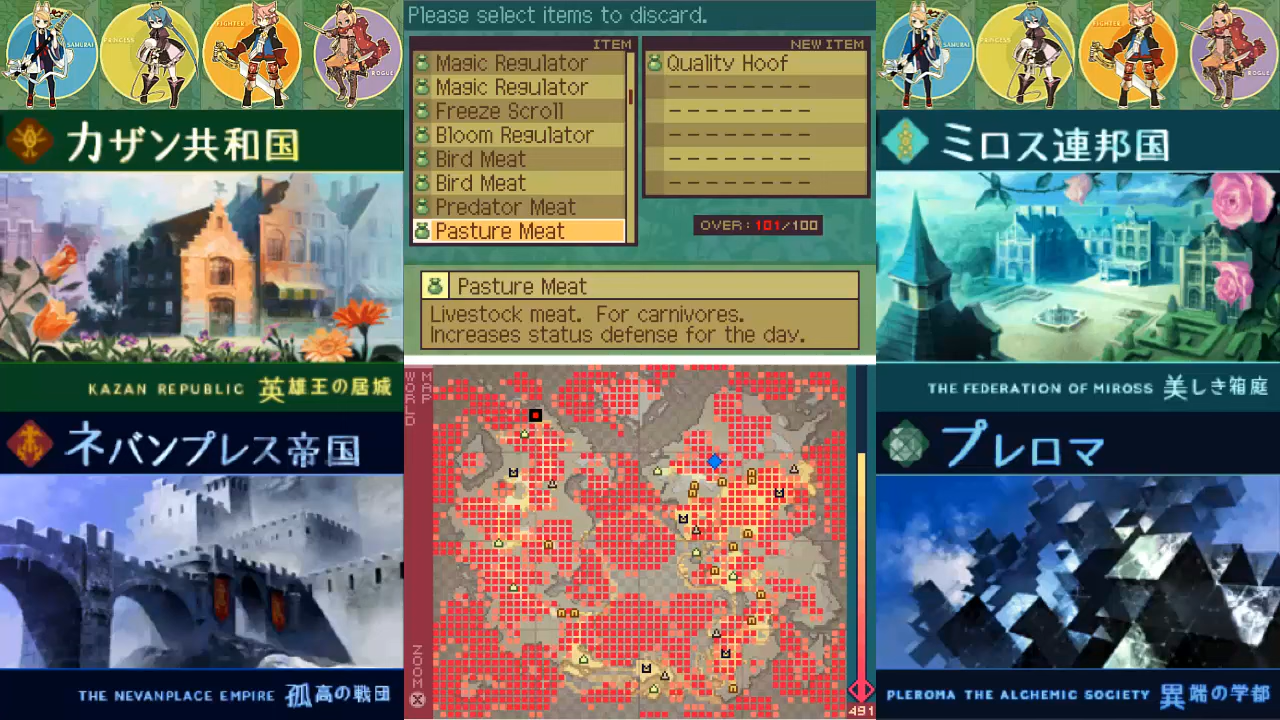 SAMURAI
PRINCESS
FIGHTER
ROGUE
カザン共和国
KAZAN REPUBLIC 英雄王の居城
ネバンプレス帝国
THE NEVANPLACE EMPIRE 孤高の戦団
Please select items to discard.
ITEM
Magic Regulator
Magic Regulator
Freeze Scroll
Bloom Regulator
Bird Meat
Bird Meat
Predator Meat
Pasture Meat
NEW ITEM
Quality Hoof
--------
--------
--------
--------
--------
OVER:101/100
Pasture Meat
Livestock meat. For carnivores.
Increases status defense for the day.
WORLD
MAP
ZOOM X
491
SAMURAI
PRINCESS
FIGHTER
ROGUE
ミロス連邦国
THE FEDERATION OF MIROSS 美しき箱庭
プレロマ
PLEROMA THE ALCHEMIC SOCIETY 異端の学都